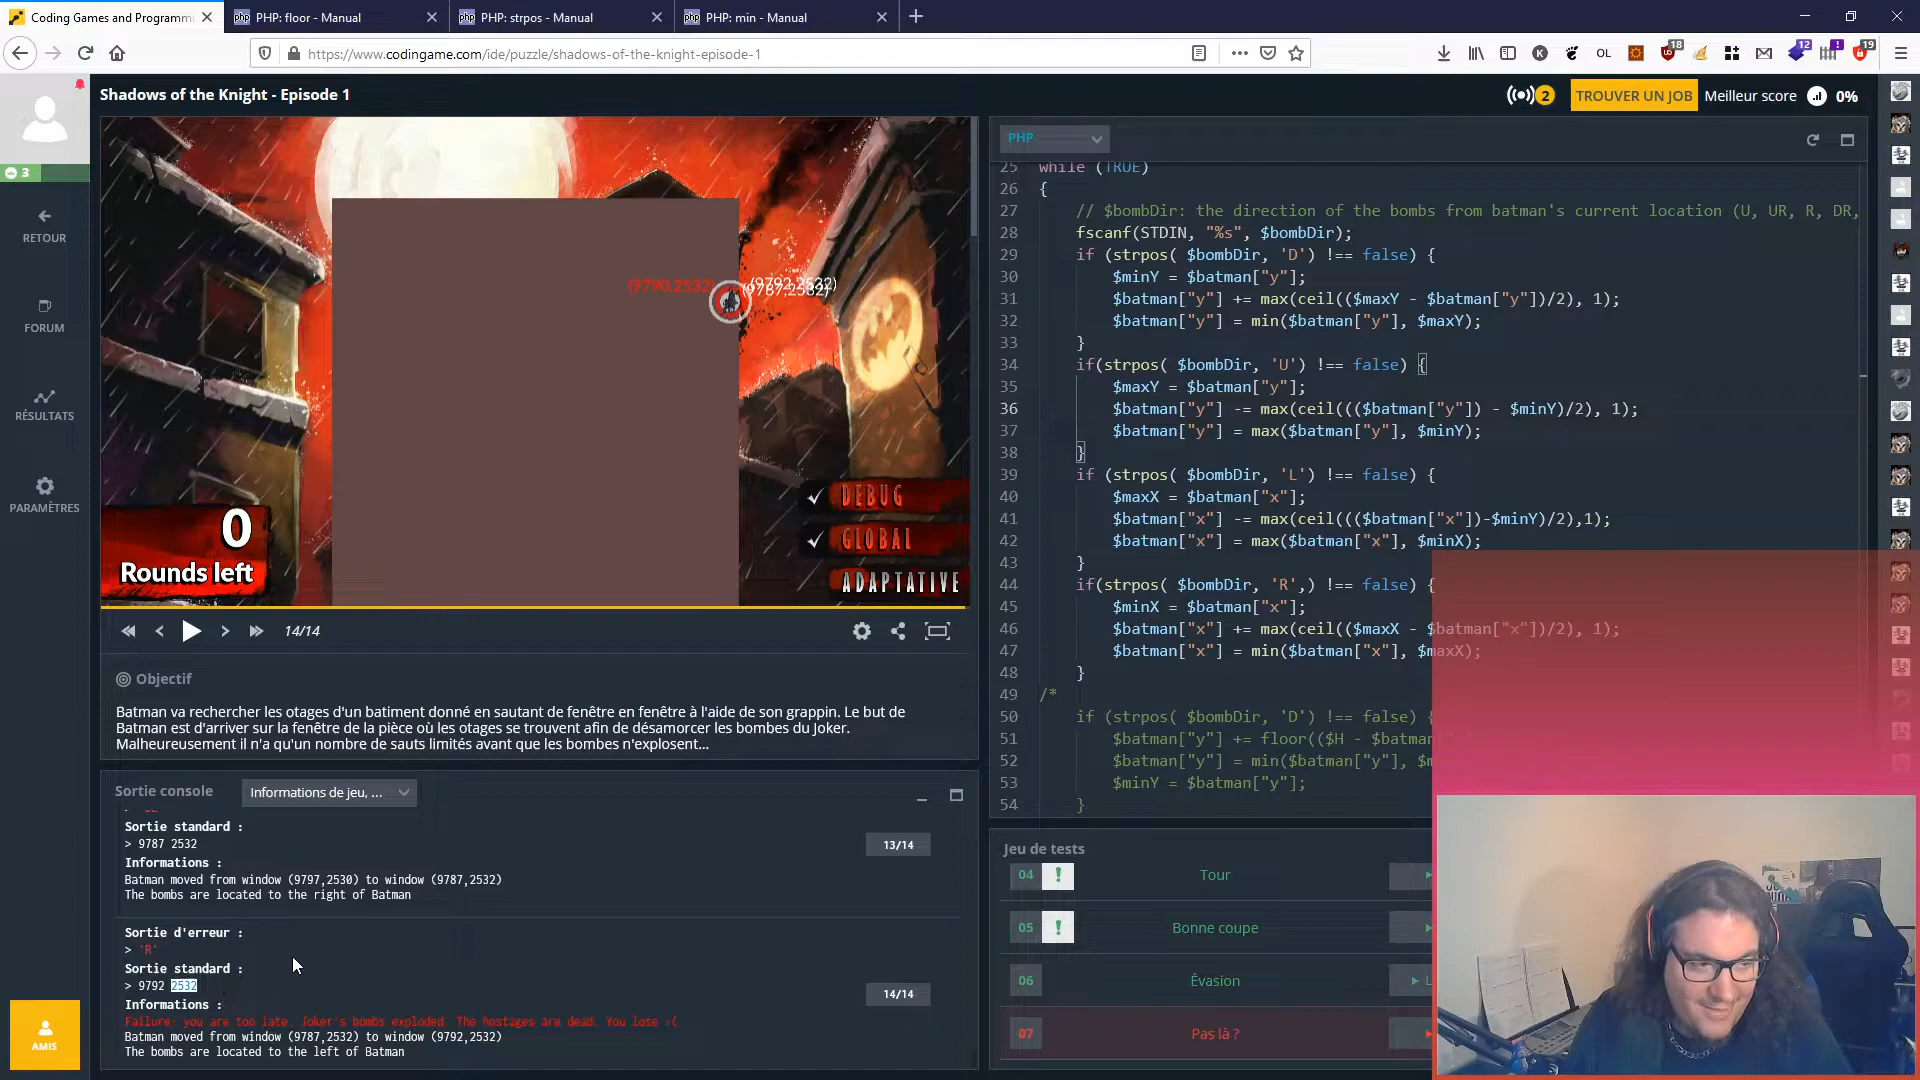 Coding Games and Programm
PHP: floor - Manual
PHP: strpos - Manual
PHP: min - Manual
https://www.codingame.com/ide/puzzle/shadows-of-the-knight-episode-1
OL
18
12
19
Shadows of the Knight - Episode 1
2
TROUVER UN JOB
Meilleur score
0%
3
RETOUR
FORUM
RÉSULTATS
PARAMÈTRES
AMIS
(9790,2532)
(9792,2532)
(9787,2532)
0
Rounds left
DEBUG
GLOBAL
ADAPTATIVE
14/14
Objectif
Batman va rechercher les otages d'un batiment donné en sautant de fenêtre en fenêtre à l'aide de son grappin. Le but de
Batman est d'arriver sur la fenêtre de la pièce où les otages se trouvent afin de désamorcer les bombes du Joker.
Malheureusement il n'a qu'un nombre de sauts limités avant que les bombes n'explosent...
Sortie console
Informations de jeu, ...
Sortie standard :
> 9787 2532
13/14
Informations :
Batman moved from window (9797,2530) to window (9787,2532)
The bombs are located to the right of Batman
Sortie d'erreur :
> 'R'
Sortie standard :
> 9792 2532
14/14
Informations :
Failure: you are too late. Joker's bombs exploded. The hostages are dead. You lose :(
Batman moved from window (9787,2532) to window (9792,2532)
The bombs are located to the left of Batman
PHP
25 while (TRUE)
26 {
27 // $bombDir: the direction of the bombs from batman's current location (U, UR, R, DR,
28 fscanf(STDIN, "%s", $bombDir);
29 if (strpos( $bombDir, 'D') !== false) {
30 $minY = $batman["y"];
31 $batman["y"] += max(ceil(($maxY - $batman["y"])/2), 1);
32 $batman["y"] = min($batman["y"], $maxY);
33 }
34 if(strpos( $bombDir, 'U') !== false) {
35 $maxY = $batman["y"];
36 $batman["y"] -= max(ceil((($batman["y"]) - $minY)/2), 1);
37 $batman["y"] = max($batman["y"], $minY);
38 }
39 if (strpos( $bombDir, 'L') !== false) {
40 $maxX = $batman["x"];
41 $batman["x"] -= max(ceil((($batman["x"])-$minY)/2),1);
42 $batman["x"] = max($batman["x"], $minX);
43 }
44 if(strpos( $bombDir, 'R',) !== false) {
45 $minX = $batman["x"];
46 $batman["x"] += max(ceil(($maxX - $batman["x"])/2), 1);
47 $batman["x"] = min($batman["x"], $maxX);
48 }
49 /*
50 if (strpos( $bombDir, 'D') !== false) {
51 $batman["y"] += floor(($H - $batman
52 $batman["y"] = min($batman["y"], $m
53 $minY = $batman["y"];
54 }
Jeu de tests
04 ! Tour
05 ! Bonne coupe
06 Évasion
07 Pas là ?